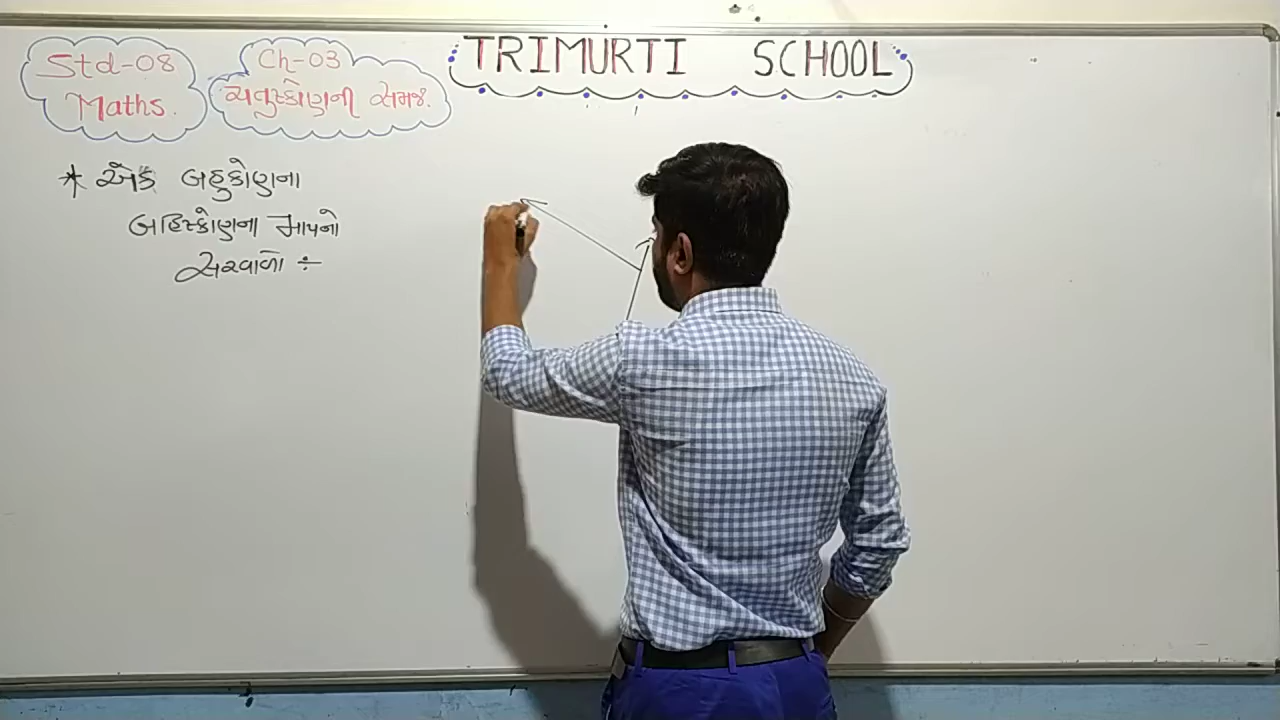 Std-08
Maths.
Ch-03
ચતુષ્કોણની સમજ.
TRIMURTI SCHOOL
* એક બહુકોણના
બહિષ્કોણના માપનો
સરવાળો ÷